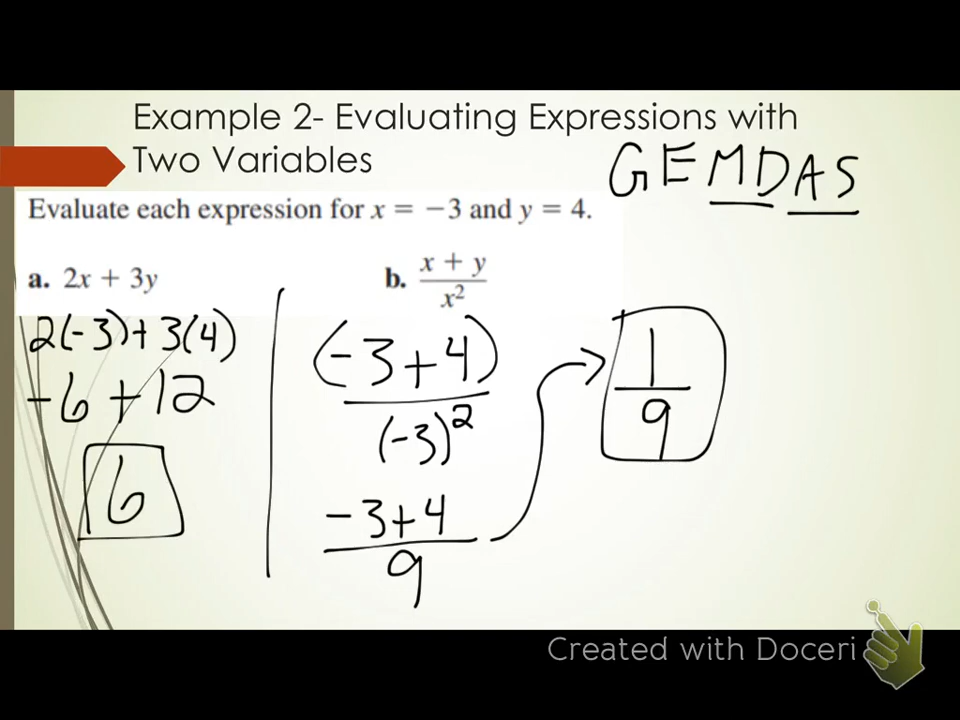 Example 2- Evaluating Expressions with
Two Variables
GEMDAS
Evaluate each expression for x = −3 and y = 4.
a. 2x + 3y
b. x + y
x²
2(-3)+ 3(4)
-6 +12
6
(-3+4)
(-3)²
-3+4
9
1
9
Created with Doceri